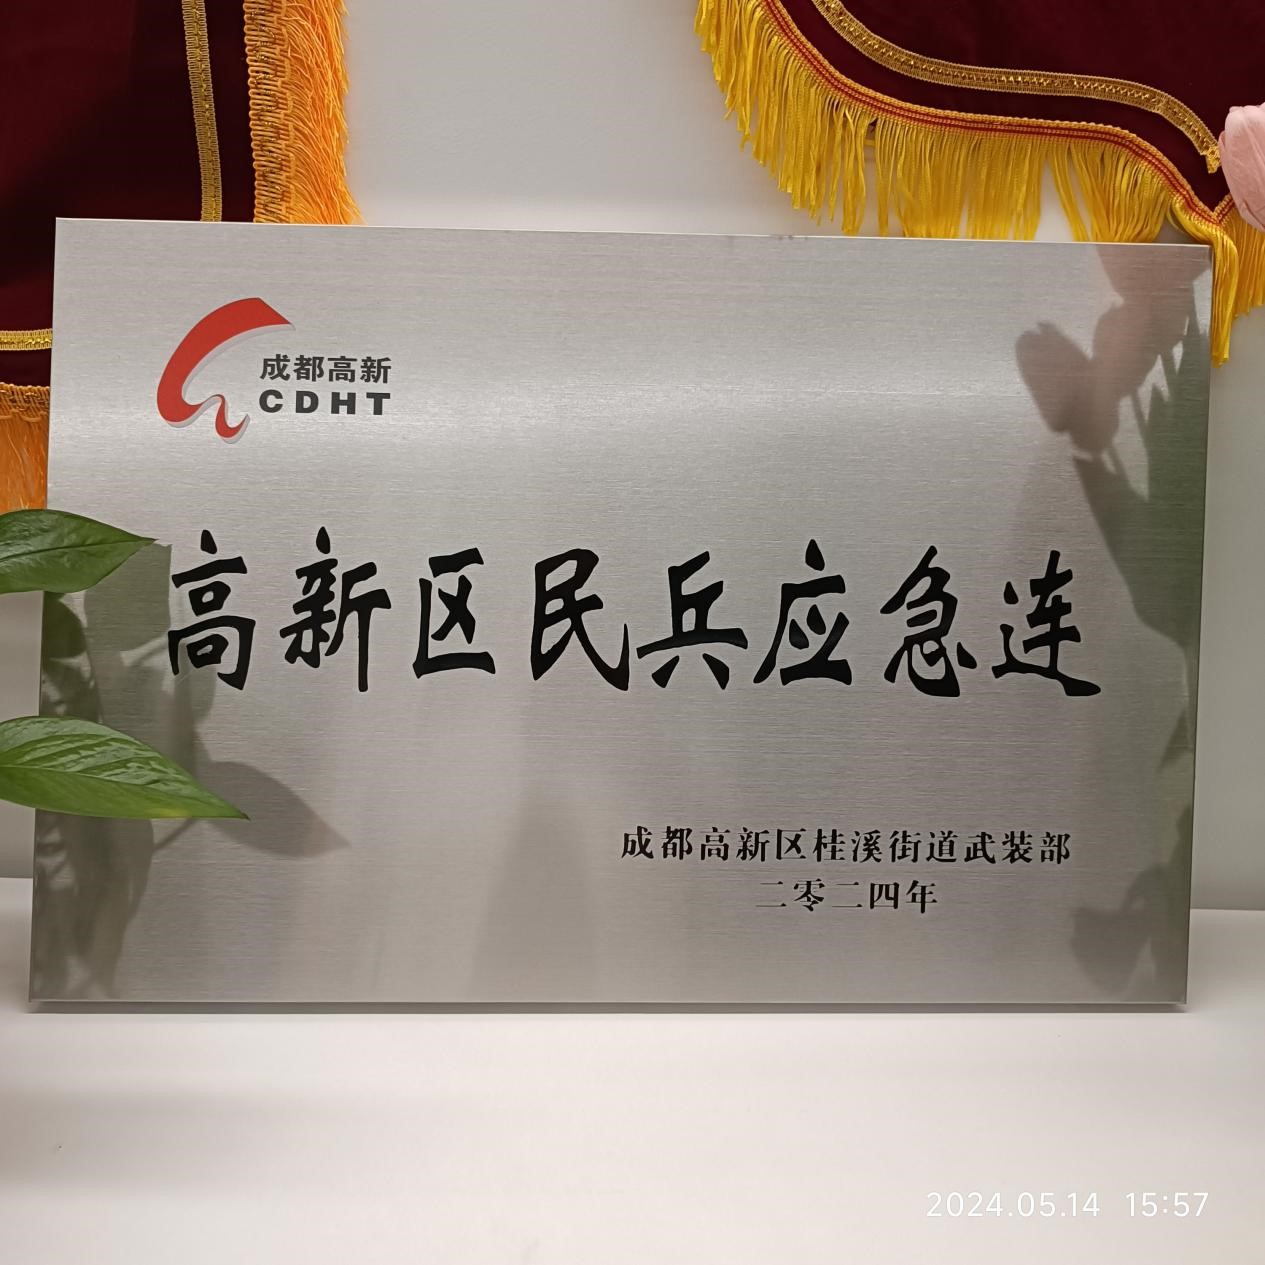 成都高新
CDHT
高新区民兵应急连
成都高新区桂溪街道武装部
二零二四年
2024.05.14 15:57